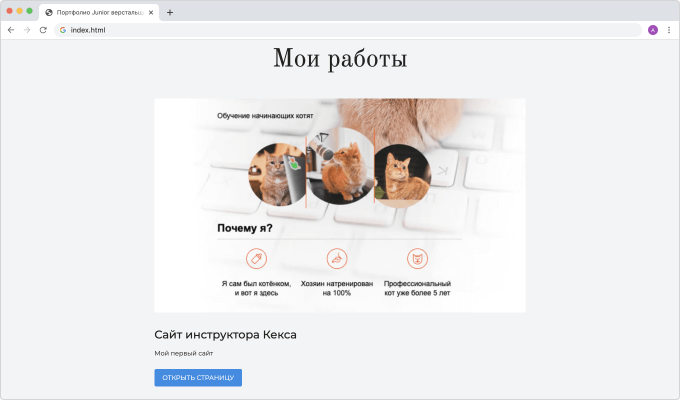 Портфолио Junior верстальщ
index.html
A
Мои работы
Обучение начинающих котят
Почему я?
Я сам был котёнком,
и вот я здесь
Хозяин натренирован
на 100%
Профессиональный
кот уже более 5 лет
Сайт инструктора Кекса
Мой первый сайт
ОТКРЫТЬ СТРАНИЦУ